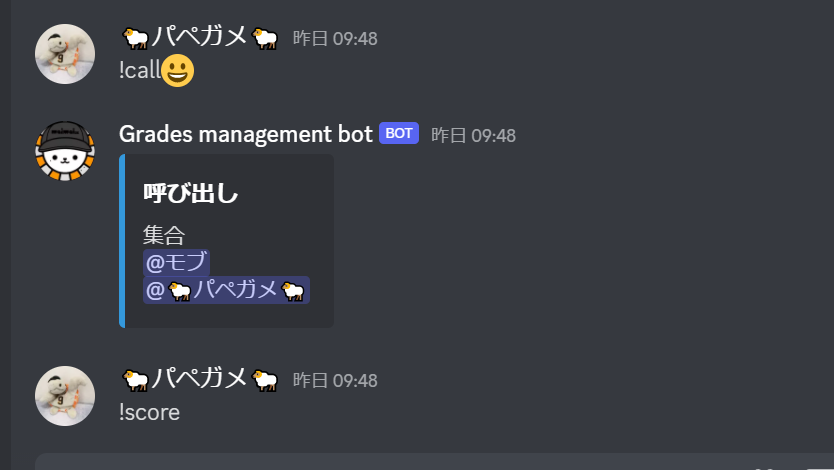 🐏パペガメ🐏 昨日 09:48
!call😀
Grades management bot BOT 昨日 09:48
呼び出し
集合
@モブ
@🐏パペガメ🐏
🐏パペガメ🐏 昨日 09:48
!score